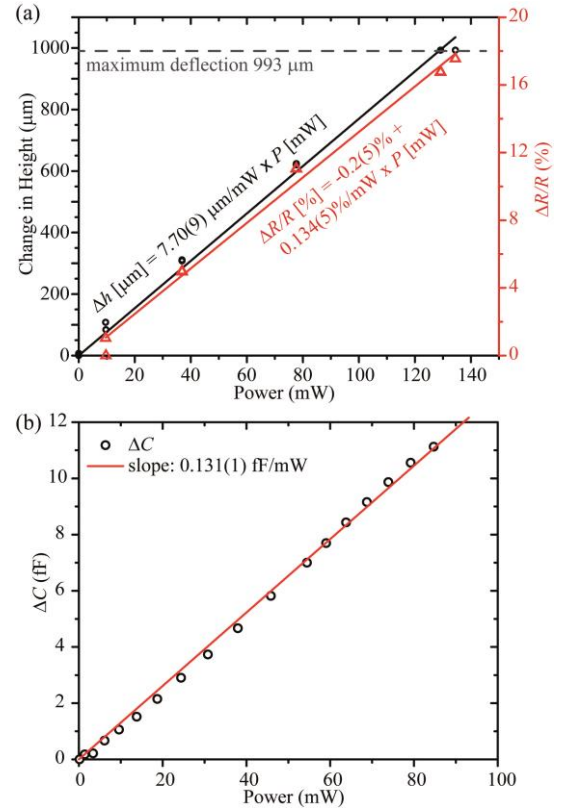 (a)
1000
800
600
400
200
0
Change in Height (μm)
maximum deflection 993 μm
Δh [μm] = 7.70(9) μm/mW x P [mW]
ΔR/R [%] = -0.2(5)% +
0.134(5)%/mW x P [mW]
20
16
12
8
4
0
ΔR/R (%)
0 20 40 60 80 100 120 140
Power (mW)
(b)
12
10
8
6
4
2
0
ΔC (fF)
ΔC
slope: 0.131(1) fF/mW
0 20 40 60 80 100
Power (mW)